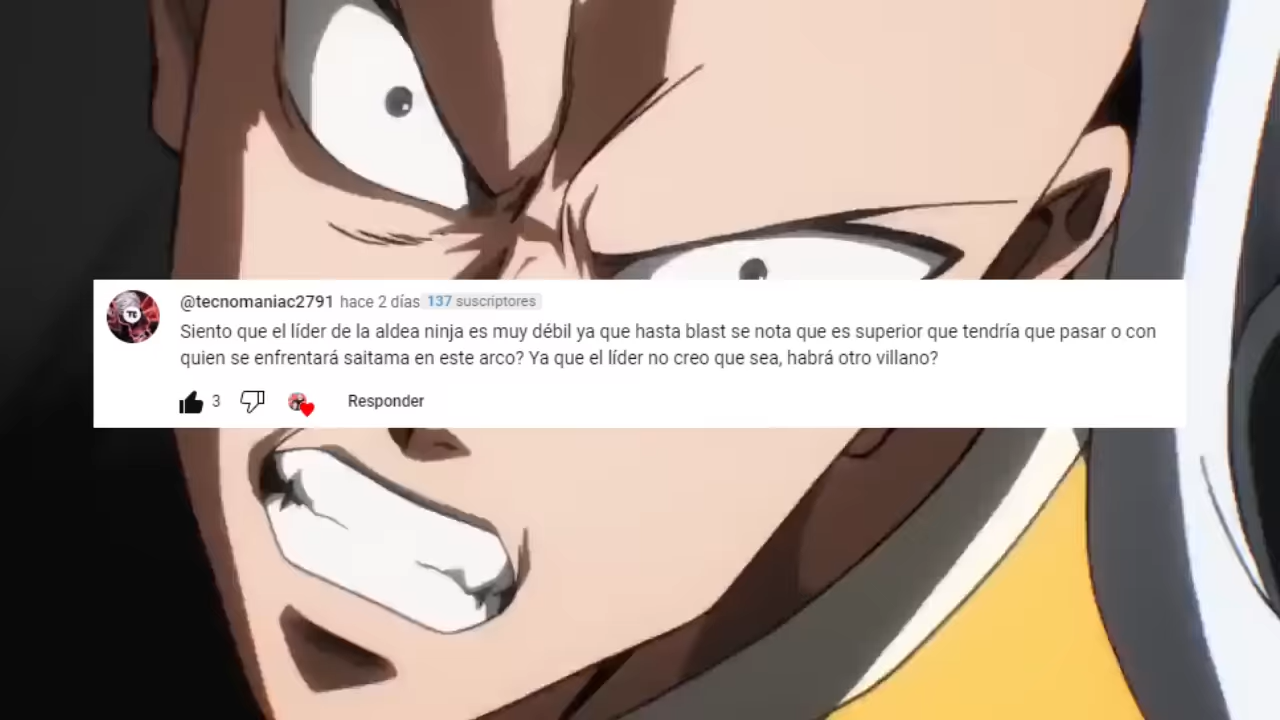 @tecnomaniac2791 hace 2 días 137 suscriptores
Siento que el líder de la aldea ninja es muy débil ya que hasta blast se nota que es superior que tendría que pasar o con
quien se enfrentará saitama en este arco? Ya que el líder no creo que sea, habrá otro villano?
3 Responder